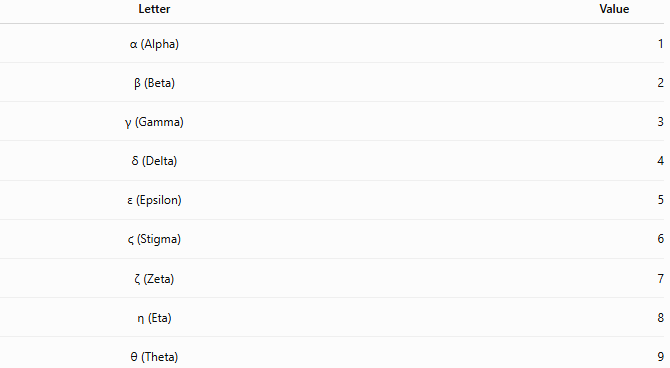 Letter Value
α (Alpha) 1
β (Beta) 2
γ (Gamma) 3
δ (Delta) 4
ε (Epsilon) 5
ς (Stigma) 6
ζ (Zeta) 7
η (Eta) 8
θ (Theta) 9